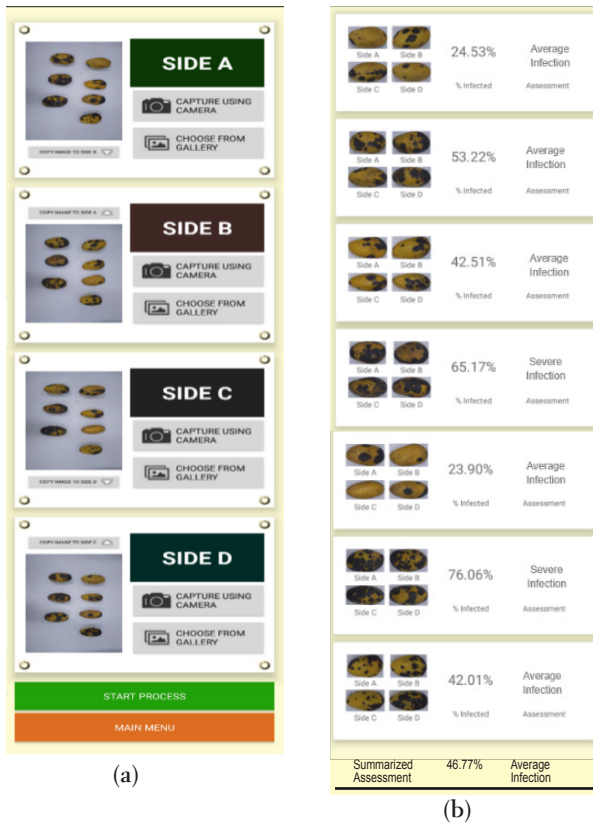 SIDE A
CAPTURE USING
CAMERA
CHOOSE FROM
GALLERY
COPY IMAGE TO SIDE B
COPY IMAGE TO SIDE A
SIDE B
CAPTURE USING
CAMERA
CHOOSE FROM
GALLERY
SIDE C
CAPTURE USING
CAMERA
CHOOSE FROM
GALLERY
COPY IMAGE TO SIDE D
COPY IMAGE TO SIDE C
SIDE D
CAPTURE USING
CAMERA
CHOOSE FROM
GALLERY
START PROCESS
MAIN MENU
(a)
Side A Side B
24.53% Average
Infection
Side C Side D
% Infected Assessment
53.22% Average
Infection
Side A Side B
Side C Side D
% Infected Assessment
42.51% Average
Infection
Side A Side B
Side C Side D
% Infected Assessment
65.17% Severe
Infection
Side A Side B
Side C Side D
% Infected Assessment
23.90% Average
Infection
Side A Side B
Side C Side D
% Infected Assessment
76.06% Severe
Infection
Side A Side B
Side C Side D
% Infected Assessment
42.01% Average
Infection
Side A Side B
Side C Side D
% Infected Assessment
Summarized 46.77% Average
Assessment Infection
(b)